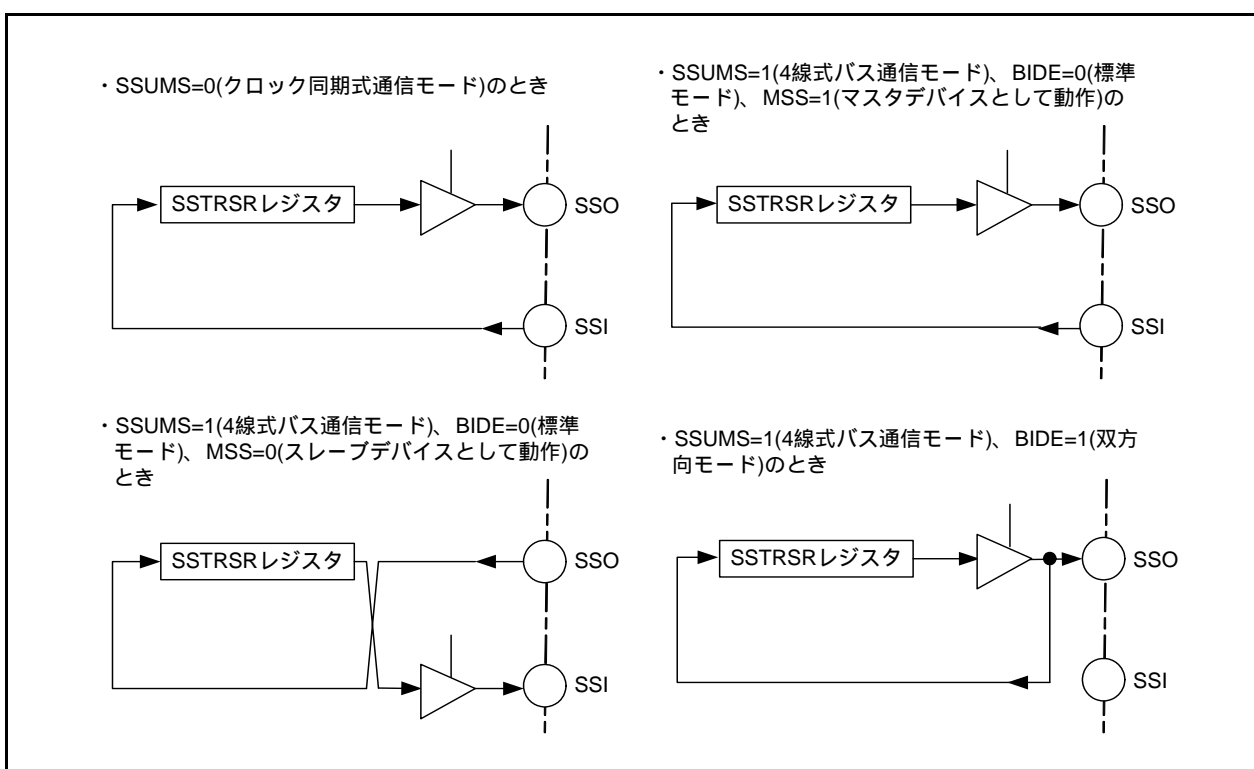 ・SSUMS=0(クロック同期式通信モード)のとき
SSTRSRレジスタ
SSO
SSI
・SSUMS=1(4線式バス通信モード)、BIDE=0(標準
モード)、MSS=1(マスタデバイスとして動作)の
とき
SSTRSRレジスタ
SSO
SSI
・SSUMS=1(4線式バス通信モード)、BIDE=0(標準
モード)、MSS=0(スレーブデバイスとして動作)の
とき
SSTRSRレジスタ
SSO
SSI
・SSUMS=1(4線式バス通信モード)、BIDE=1(双方
向モード)のとき
SSTRSRレジスタ
SSO
SSI